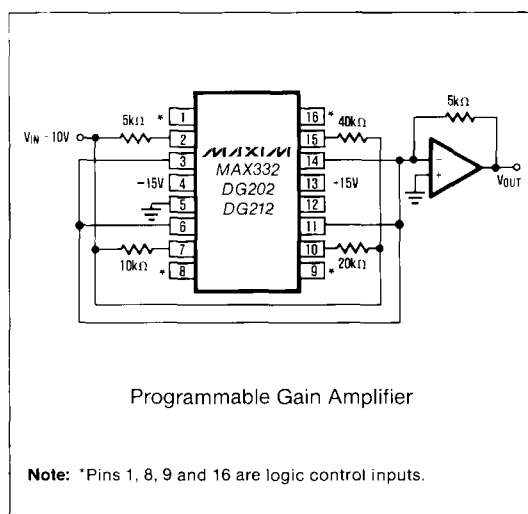 5kΩ
5kΩ
* 1
16 *
40kΩ
VIN - 10V
2
15
MAXIM
3
14
MAX332
-
-15V
4
DG202
13
+15V
+
VOUT
5
DG212
12
6
11
7
10
10kΩ
20kΩ
* 8
9 *
Programmable Gain Amplifier
Note: *Pins 1, 8, 9 and 16 are logic control inputs.